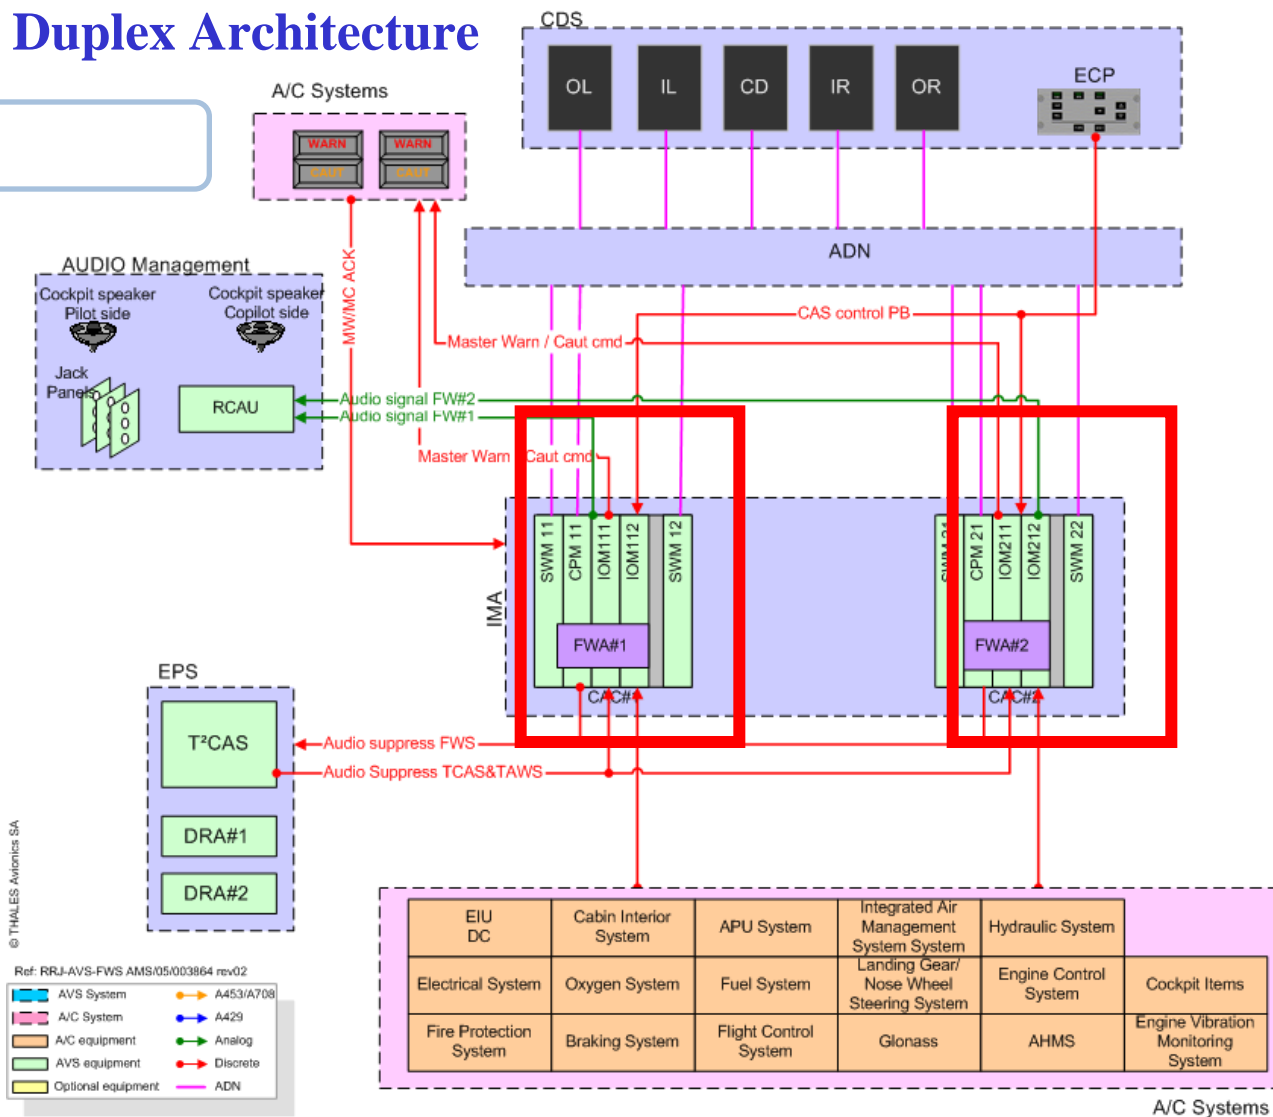 Duplex Architecture
CDS
OL
IL
CD
IR
OR
ECP
A/C Systems
WARN
WARN
CAUT
CAUT
ADN
AUDIO Management
Cockpit speaker
Pilot side
Cockpit speaker
Copilot side
Jack
Panels
RCAU
MW/MC ACK
CAS control PB
Master Warn / Caut cmd
Audio signal FW#2
Audio signal FW#1
Master Warn Caut cmd
IMA
SWM 11
CPM 11
IOM111
IOM112
SWM 12
FWA#1
CAC#
SWM 21
CPM 21
IOM211
IOM212
SWM 22
FWA#2
CAC#2
EPS
T²CAS
DRA#1
DRA#2
Audio suppress FWS
Audio Suppress TCAS&TAWS
EIU
DC
Cabin Interior
System
APU System
Integrated Air
Management
System System
Hydraulic System
Electrical System
Oxygen System
Fuel System
Landing Gear/
Nose Wheel
Steering System
Engine Control
System
Cockpit Items
Fire Protection
System
Braking System
Flight Control
System
Glonass
AHMS
Engine Vibration
Monitoring
System
A/C Systems
© THALES Avionics SA
Ref: RRJ-AVS-FWS AMS/05/003864 rev02
AVS System
A453/A708
A/C System
A429
A/C equipment
Analog
AVS equipment
Discrete
Optional equipment
ADN